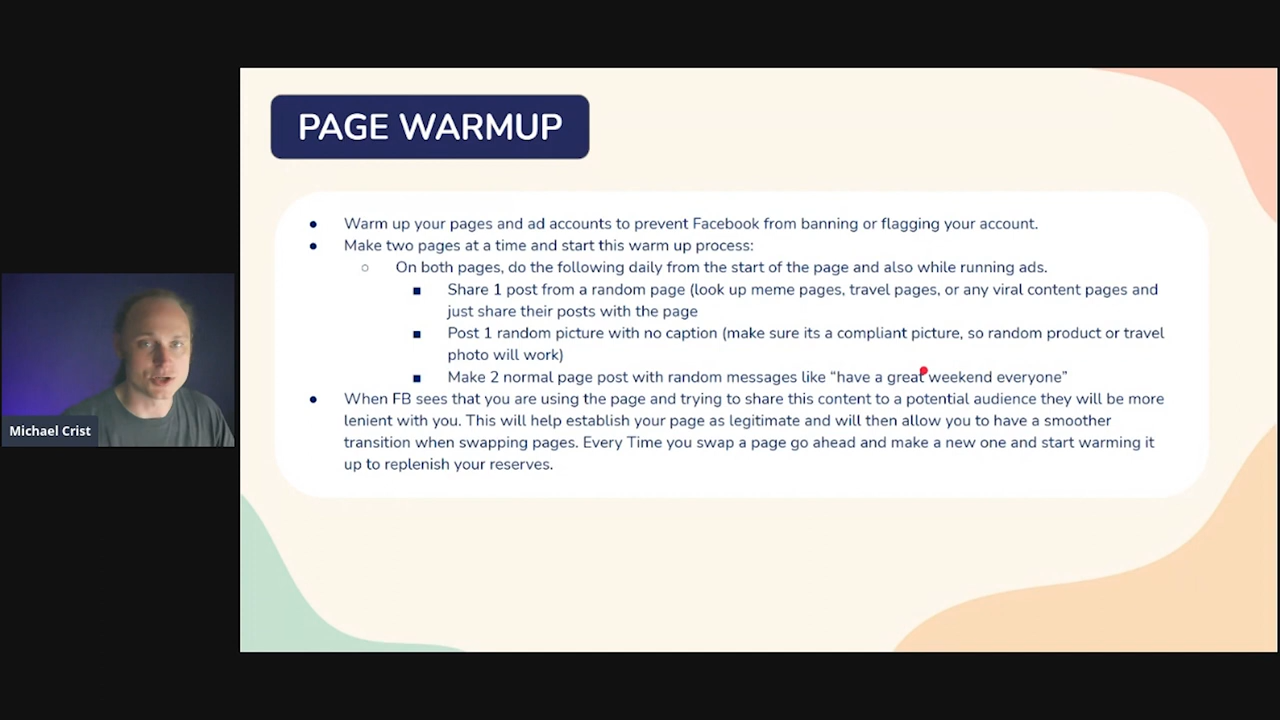 PAGE WARMUP
● Warm up your pages and ad accounts to prevent Facebook from banning or flagging your account.
● Make two pages at a time and start this warm up process:
○ On both pages, do the following daily from the start of the page and also while running ads.
■ Share 1 post from a random page (look up meme pages, travel pages, or any viral content pages and
just share their posts with the page
■ Post 1 random picture with no caption (make sure its a compliant picture, so random product or travel
photo will work)
■ Make 2 normal page post with random messages like “have a great weekend everyone”
● When FB sees that you are using the page and trying to share this content to a potential audience they will be more
lenient with you. This will help establish your page as legitimate and will then allow you to have a smoother
transition when swapping pages. Every Time you swap a page go ahead and make a new one and start warming it
up to replenish your reserves.
Michael Crist